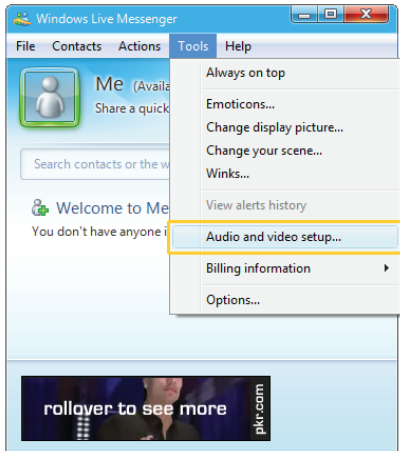 Windows Live Messenger
File Contacts Actions Tools Help
Me (Availa
Share a quick
Search contacts or the w
Welcome to Me
You don't have anyone i
Always on top
Emoticons...
Change display picture...
Change your scene...
Winks...
View alerts history
Audio and video setup...
Billing information
Options...
rollover to see more
pkr.com